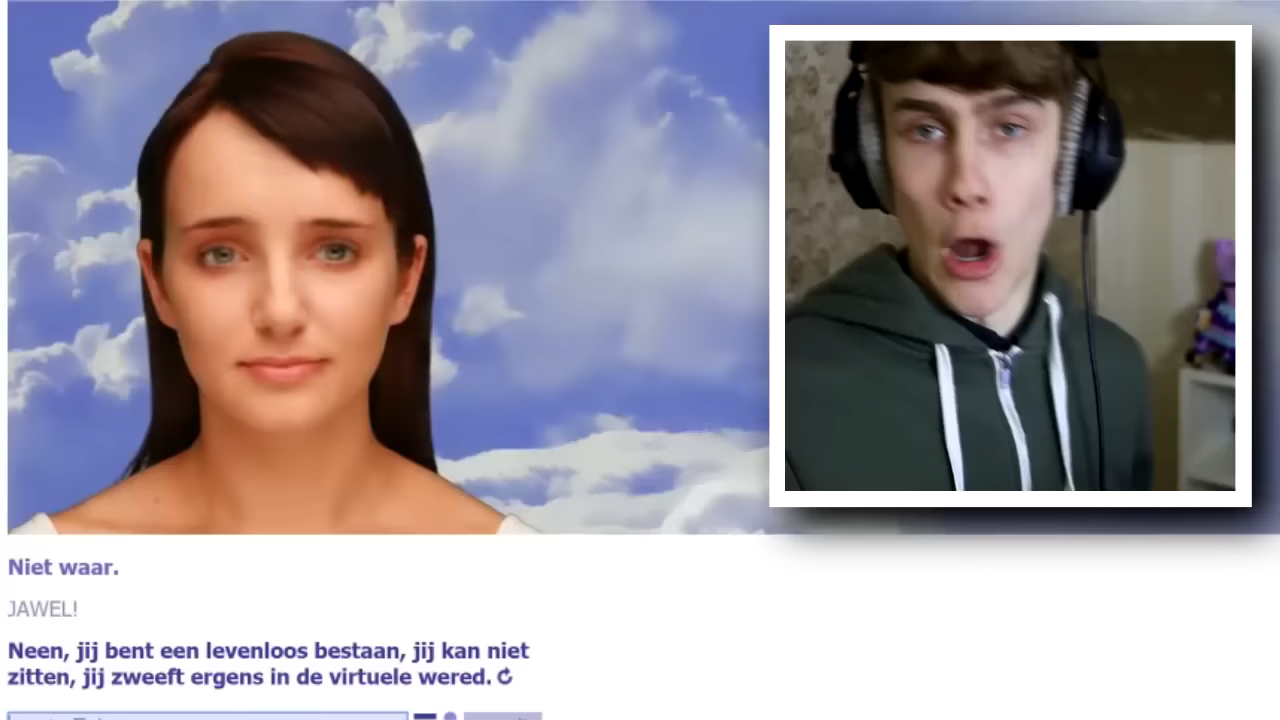 Niet waar.
JAWEL!
Neen, jij bent een levenloos bestaan, jij kan niet
zitten, jij zweeft ergens in de virtuele wered.